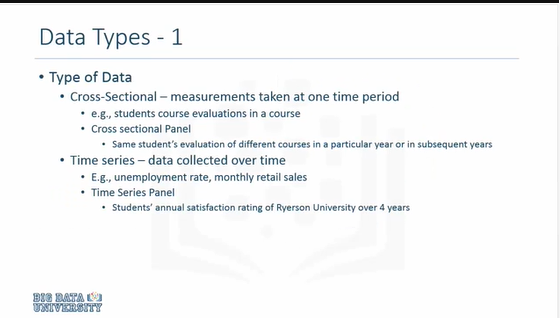 Data Types - 1
• Type of Data
• Cross-Sectional – measurements taken at one time period
• e.g., students course evaluations in a course
• Cross sectional Panel
• Same student's evaluation of different courses in a particular year or in subsequent years
• Time series – data collected over time
• E.g., unemployment rate, monthly retail sales
• Time Series Panel
• Students' annual satisfaction rating of Ryerson University over 4 years
BIG DATA
UNIVERSITY